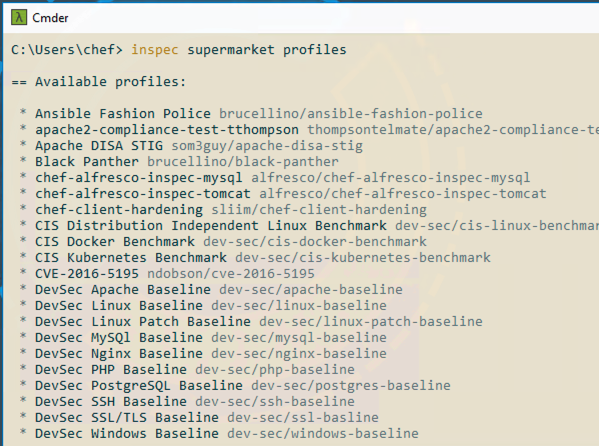 λ Cmder
C:\Users\chef> inspec supermarket profiles
== Available profiles:
* Ansible Fashion Police brucellino/ansible-fashion-police
* apache2-compliance-test-tthompson thompsontelmate/apache2-compliance-te
* Apache DISA STIG som3guy/apache-disa-stig
* Black Panther brucellino/black-panther
* chef-alfresco-inspec-mysql alfresco/chef-alfresco-inspec-mysql
* chef-alfresco-inspec-tomcat alfresco/chef-alfresco-inspec-tomcat
* chef-client-hardening sliim/chef-client-hardening
* CIS Distribution Independent Linux Benchmark dev-sec/cis-linux-benchmar
* CIS Docker Benchmark dev-sec/cis-docker-benchmark
* CIS Kubernetes Benchmark dev-sec/cis-kubernetes-benchmark
* CVE-2016-5195 ndobson/cve-2016-5195
* DevSec Apache Baseline dev-sec/apache-baseline
* DevSec Linux Baseline dev-sec/linux-baseline
* DevSec Linux Patch Baseline dev-sec/linux-patch-baseline
* DevSec MySQl Baseline dev-sec/mysql-baseline
* DevSec Nginx Baseline dev-sec/nginx-baseline
* DevSec PHP Baseline dev-sec/php-baseline
* DevSec PostgreSQL Baseline dev-sec/postgres-baseline
* DevSec SSH Baseline dev-sec/ssh-baseline
* DevSec SSL/TLS Baseline dev-sec/ssl-basline
* DevSec Windows Baseline dev-sec/windows-baseline